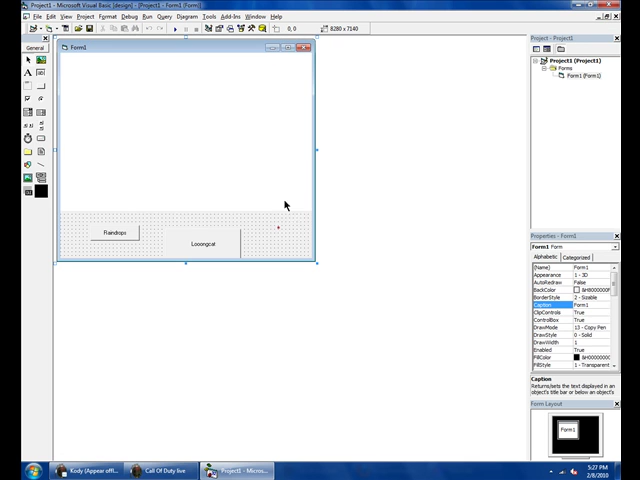 Project1 - Microsoft Visual Basic [design] - [Project1 - Form1 (Form)]
File Edit View Project Format Debug Run Query Diagram Tools Add-Ins Window Help
0, 0 8280 x 7140
General
Form1
Raindrops
Looongcat
Project - Project1
Project1 (Project1)
Forms
Form1 (Form1)
Properties - Form1
Form1 Form
Alphabetic Categorized
(Name) Form1
Appearance 1 - 3D
AutoRedraw False
BackColor
BorderStyle 2 - Sizable
Caption Form1
ClipControls True
ControlBox True
DrawMode 13 - Copy Pen
DrawStyle 0 - Solid
DrawWidth 1
Enabled True
FillColor
FillStyle 1 - Transparent
Caption
Returns/sets the text displayed in an
object's title bar or below an object's
Form Layout
Form1
Kody (Appear offl... Call Of Duty live Project1 - Micros...
5:27 PM
2/8/2010